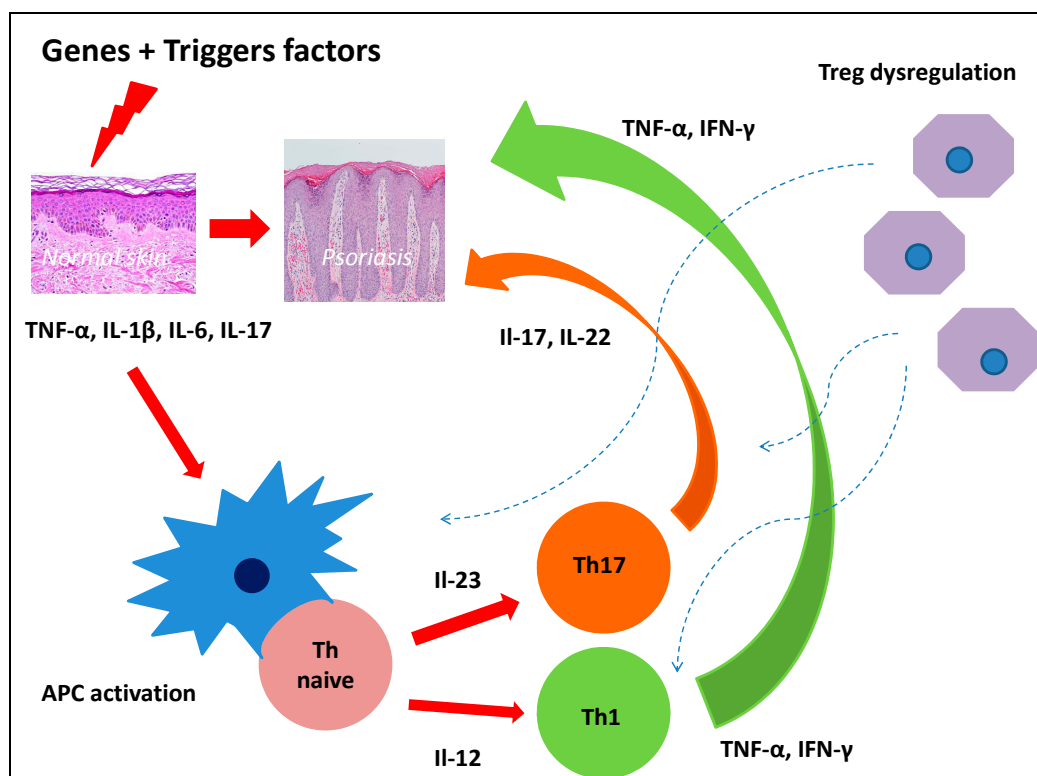 Genes + Triggers factors
Treg dysregulation
TNF-α, IFN-γ
Normal skin
Psoriasis
TNF-α, IL-1β, IL-6, IL-17
Il-17, IL-22
Il-23
Th17
Th
naive
APC activation
Th1
Il-12
TNF-α, IFN-γ